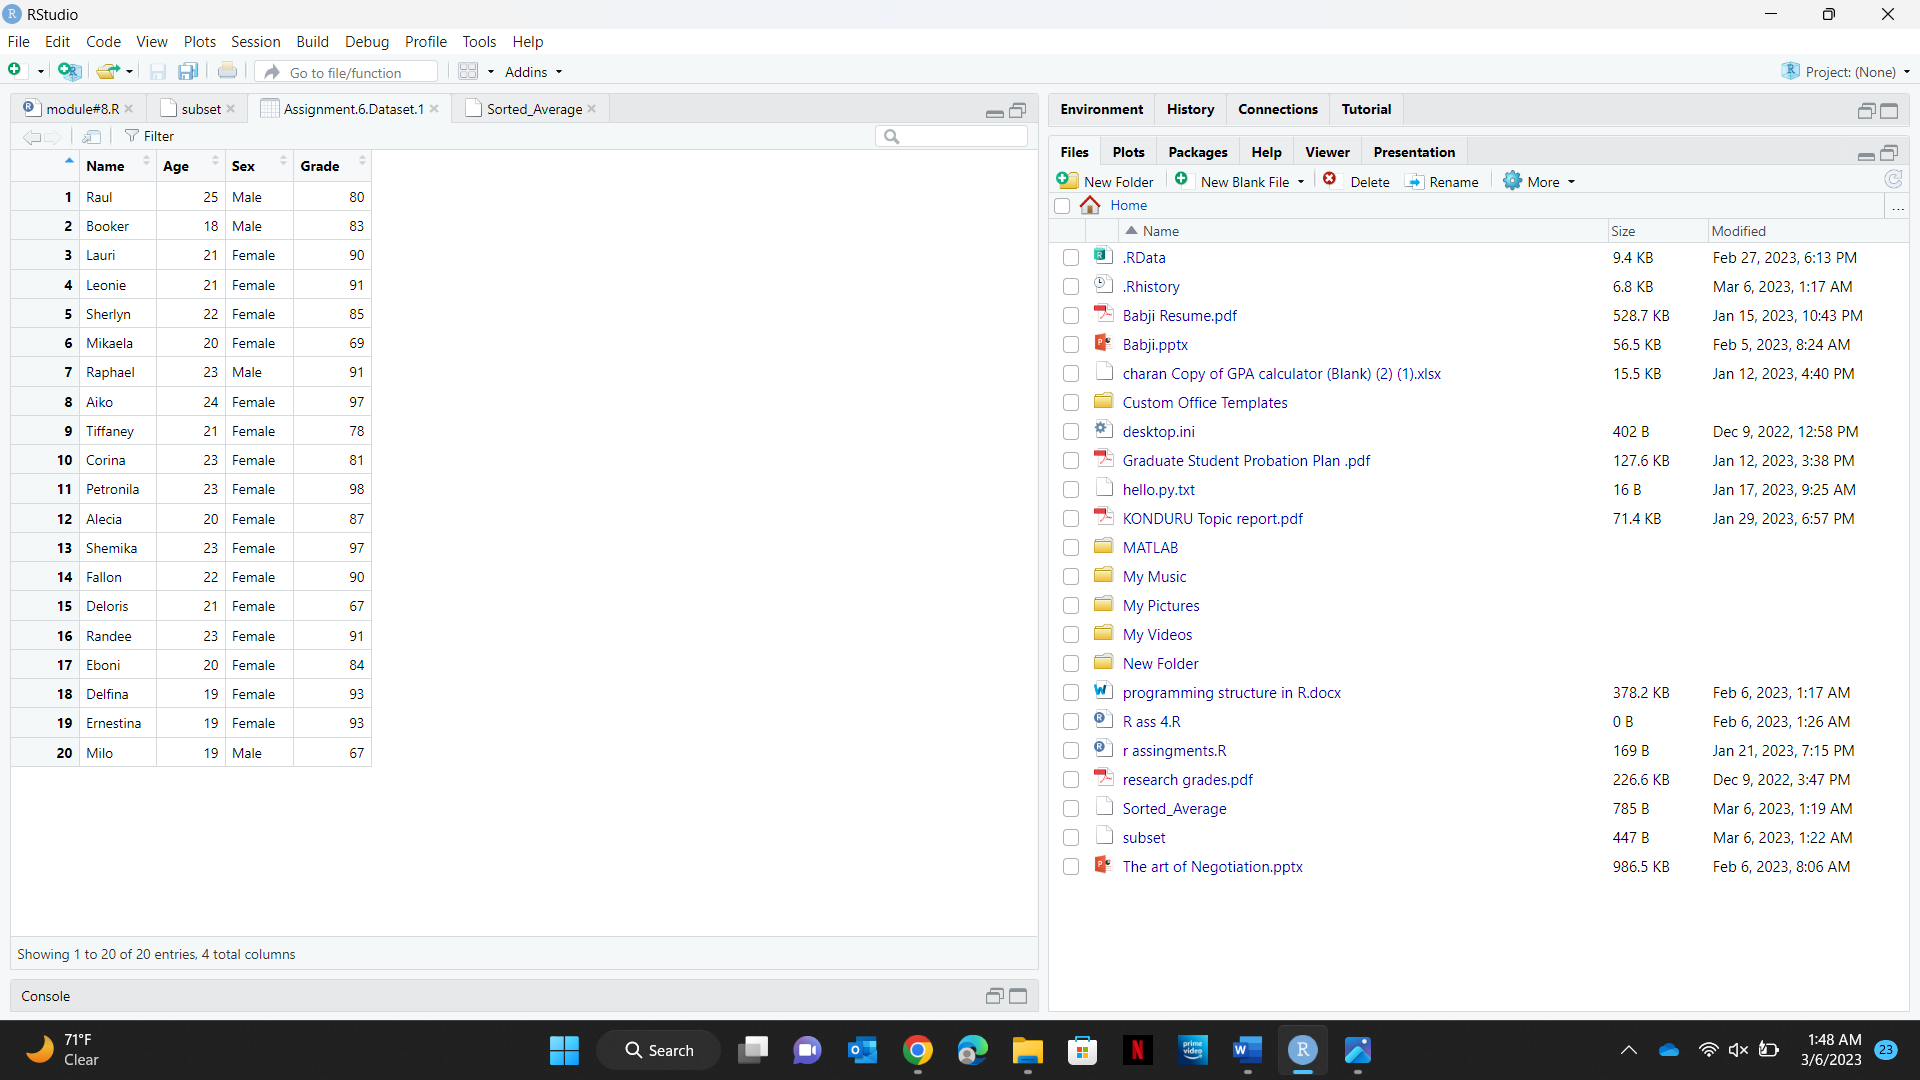 RStudio
File Edit Code View Plots Session Build Debug Profile Tools Help
Go to file/function Addins Project: (None)
module#8.R subset Assignment.6.Dataset.1 Sorted_Average
Filter
Name Age Sex Grade
1 Raul 25 Male 80
2 Booker 18 Male 83
3 Lauri 21 Female 90
4 Leonie 21 Female 91
5 Sherlyn 22 Female 85
6 Mikaela 20 Female 69
7 Raphael 23 Male 91
8 Aiko 24 Female 97
9 Tiffaney 21 Female 78
10 Corina 23 Female 81
11 Petronila 23 Female 98
12 Alecia 20 Female 87
13 Shemika 23 Female 97
14 Fallon 22 Female 90
15 Deloris 21 Female 67
16 Randee 23 Female 91
17 Eboni 20 Female 84
18 Delfina 19 Female 93
19 Ernestina 19 Female 93
20 Milo 19 Male 67
Showing 1 to 20 of 20 entries, 4 total columns
Console
Environment History Connections Tutorial
Files Plots Packages Help Viewer Presentation
New Folder New Blank File Delete Rename More
Home ...
Name Size Modified
.RData 9.4 KB Feb 27, 2023, 6:13 PM
.Rhistory 6.8 KB Mar 6, 2023, 1:17 AM
Babji Resume.pdf 528.7 KB Jan 15, 2023, 10:43 PM
Babji.pptx 56.5 KB Feb 5, 2023, 8:24 AM
charan Copy of GPA calculator (Blank) (2) (1).xlsx 15.5 KB Jan 12, 2023, 4:40 PM
Custom Office Templates
desktop.ini 402 B Dec 9, 2022, 12:58 PM
Graduate Student Probation Plan .pdf 127.6 KB Jan 12, 2023, 3:38 PM
hello.py.txt 16 B Jan 17, 2023, 9:25 AM
KONDURU Topic report.pdf 71.4 KB Jan 29, 2023, 6:57 PM
MATLAB
My Music
My Pictures
My Videos
New Folder
programming structure in R.docx 378.2 KB Feb 6, 2023, 1:17 AM
R ass 4.R 0 B Feb 6, 2023, 1:26 AM
r assingments.R 169 B Jan 21, 2023, 7:15 PM
research grades.pdf 226.6 KB Dec 9, 2022, 3:47 PM
Sorted_Average 785 B Mar 6, 2023, 1:19 AM
subset 447 B Mar 6, 2023, 1:22 AM
The art of Negotiation.pptx 986.5 KB Feb 6, 2023, 8:06 AM
71°F
Clear
Search
prime video
1:48 AM
3/6/2023
23